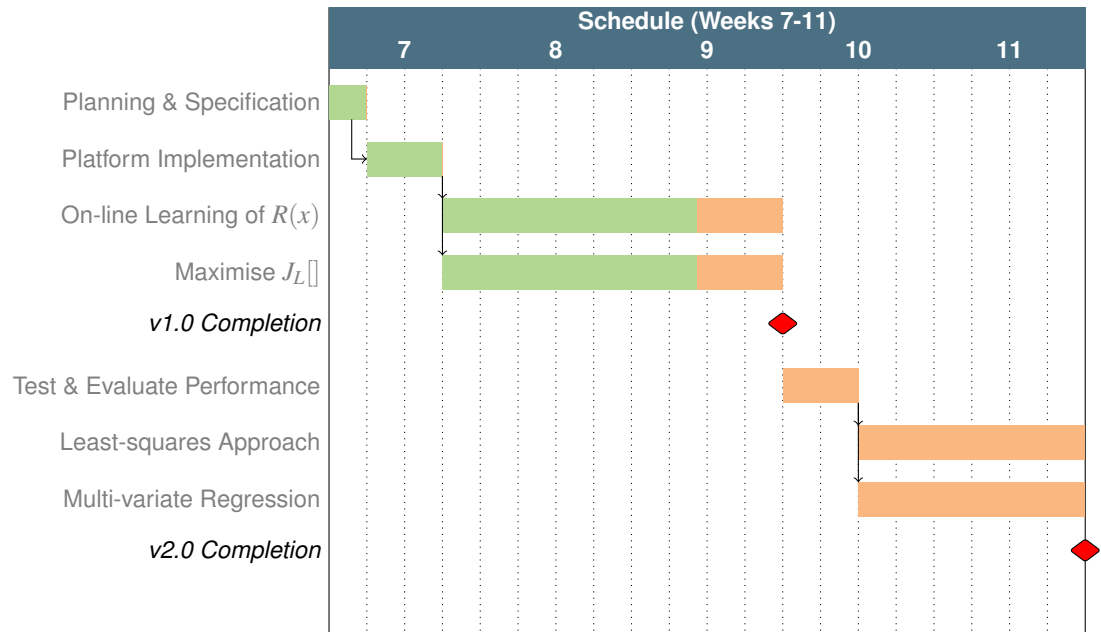 Schedule (Weeks 7-11)
7 8 9 10 11
Planning & Specification
Platform Implementation
On-line Learning of R(x)
Maximise J_L[]
v1.0 Completion
Test & Evaluate Performance
Least-squares Approach
Multi-variate Regression
v2.0 Completion